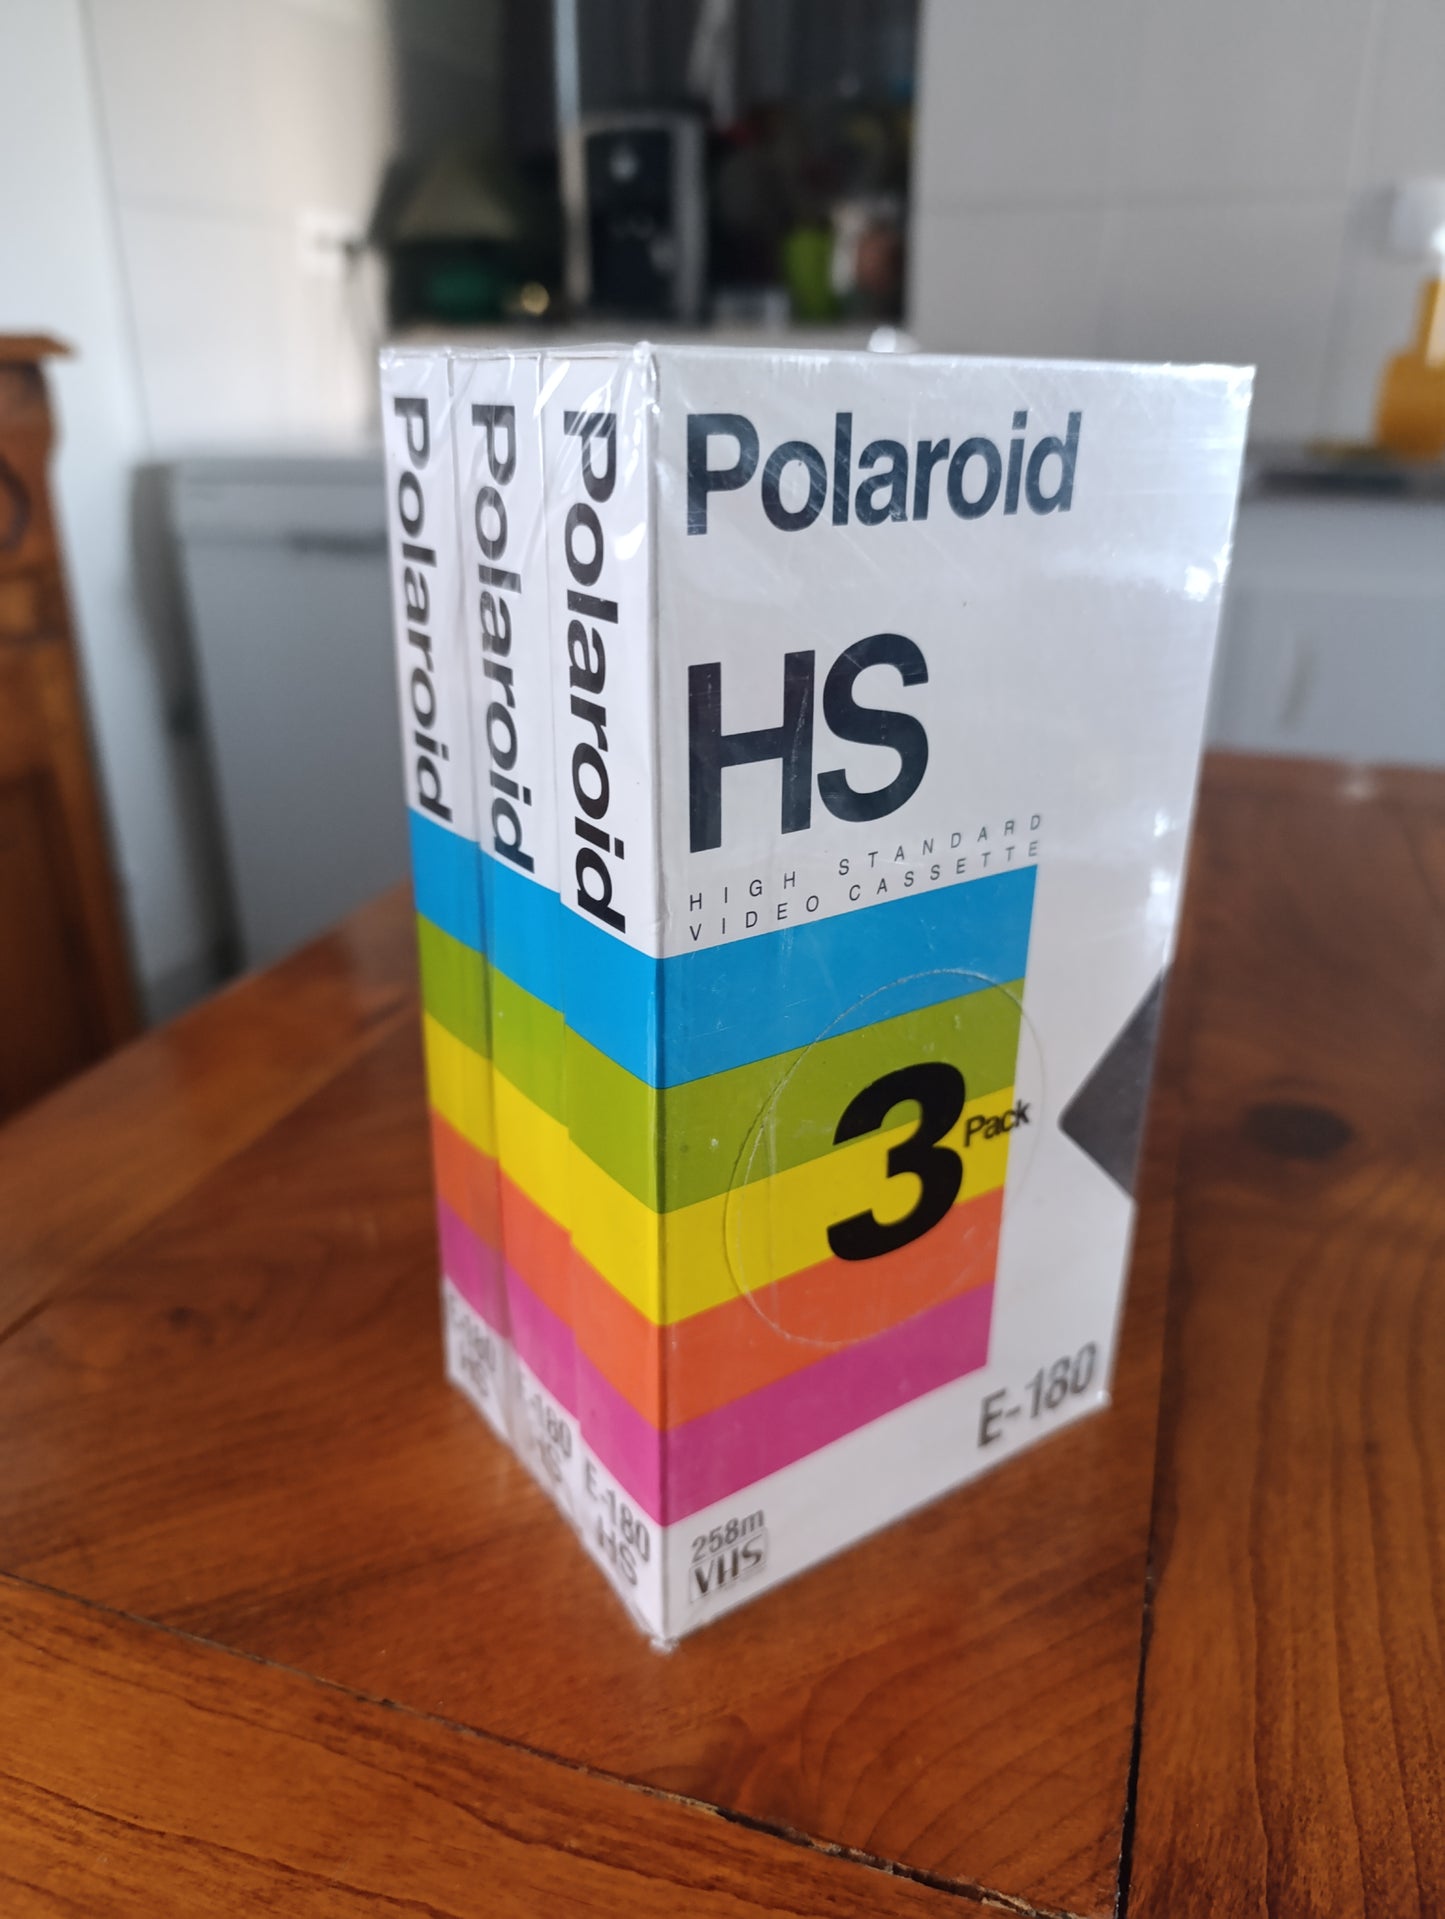 Polaroid
Polaroid
Polaroid
E-180
HS
E-180
HS
E-180
HS
Polaroid
HS
HIGH STANDARD
VIDEO CASSETTE
3 Pack
E-180
258m
VHS